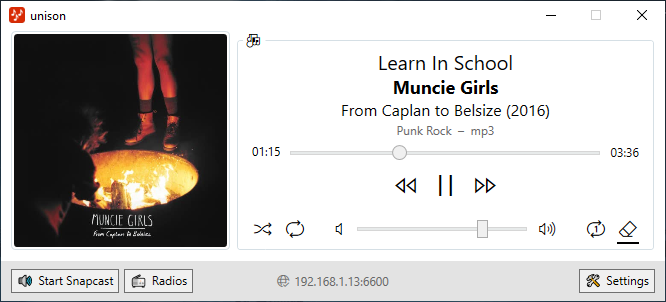 unison
MUNCIE GIRLS
From Caplan to Belsize
Learn In School
Muncie Girls
From Caplan to Belsize (2016)
Punk Rock – mp3
01:15
03:36
1
Start Snapcast
Radios
192.168.1.13:6600
Settings